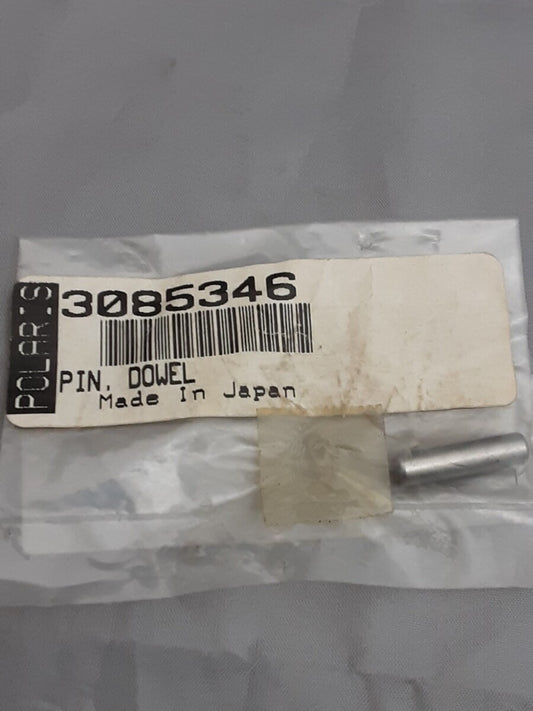 POLARIS
3085346
PIN, DOWEL
Made In Japan